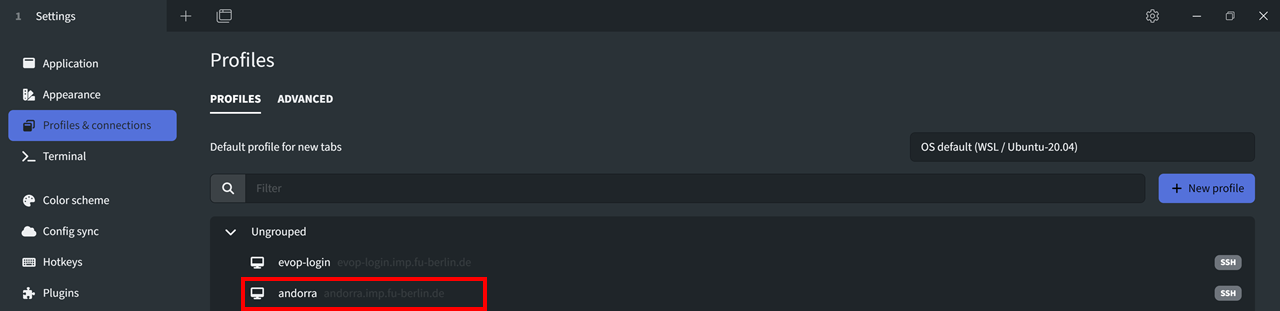 1 Settings
Application
Appearance
Profiles & connections
Terminal
Color scheme
Config sync
Hotkeys
Plugins
Profiles
PROFILES ADVANCED
Default profile for new tabs OS default (WSL / Ubuntu-20.04)
Filter + New profile
Ungrouped
evop-login evop-login.imp.fu-berlin.de SSH
andorra andorra.imp.fu-berlin.de SSH